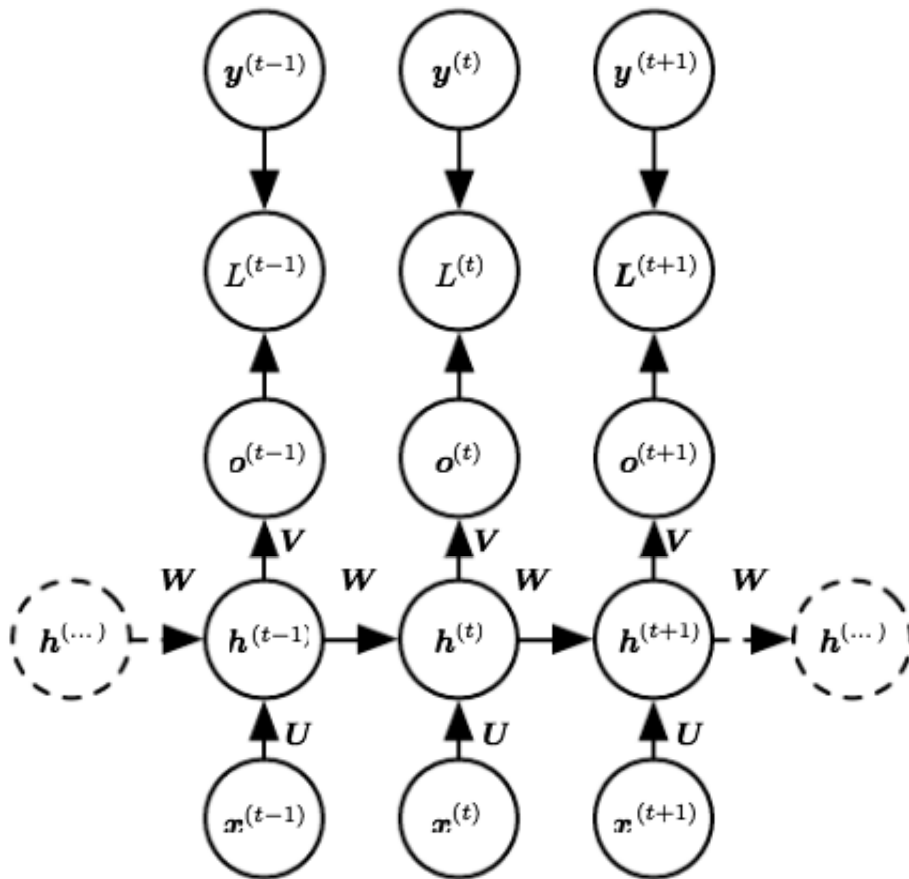 y^(t−1) y^(t) y^(t+1)
L^(t−1) L^(t) L^(t+1)
o^(t−1) o^(t) o^(t+1)
V V V
W W W W
h^(...) h^(t−1) h^(t) h^(t+1) h^(...)
U U U
x^(t−1) x^(t) x^(t+1)